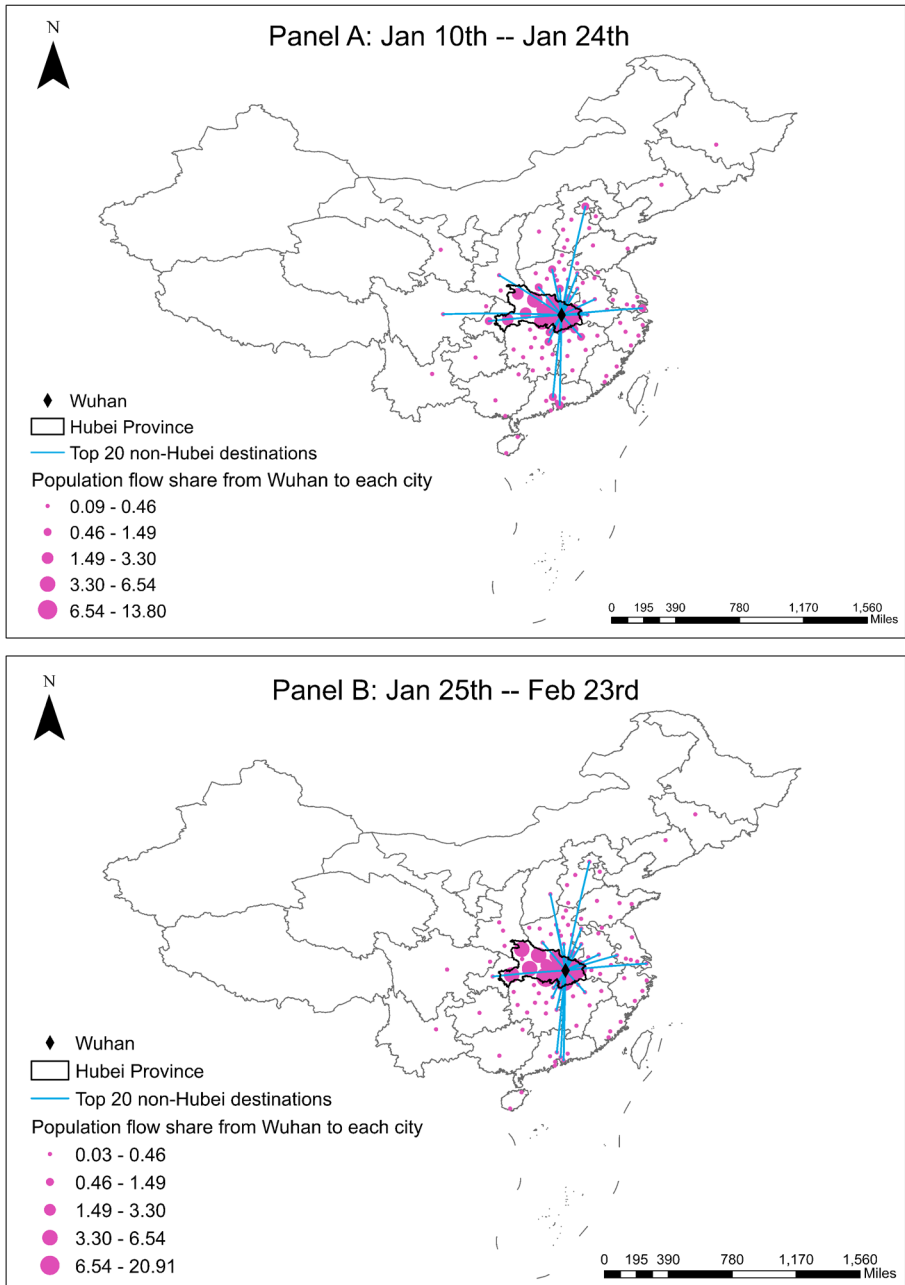 Panel A: Jan 10th -- Jan 24th
N
Wuhan
Hubei Province
Top 20 non-Hubei destinations
Population flow share from Wuhan to each city
0.09 - 0.46
0.46 - 1.49
1.49 - 3.30
3.30 - 6.54
6.54 - 13.80
0 195 390 780 1,170 1,560
Miles
Panel B: Jan 25th -- Feb 23rd
N
Wuhan
Hubei Province
Top 20 non-Hubei destinations
Population flow share from Wuhan to each city
0.03 - 0.46
0.46 - 1.49
1.49 - 3.30
3.30 - 6.54
6.54 - 20.91
0 195 390 780 1,170 1,560
Miles